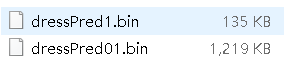 dressPred1.bin 135 KB
dressPred01.bin 1,219 KB